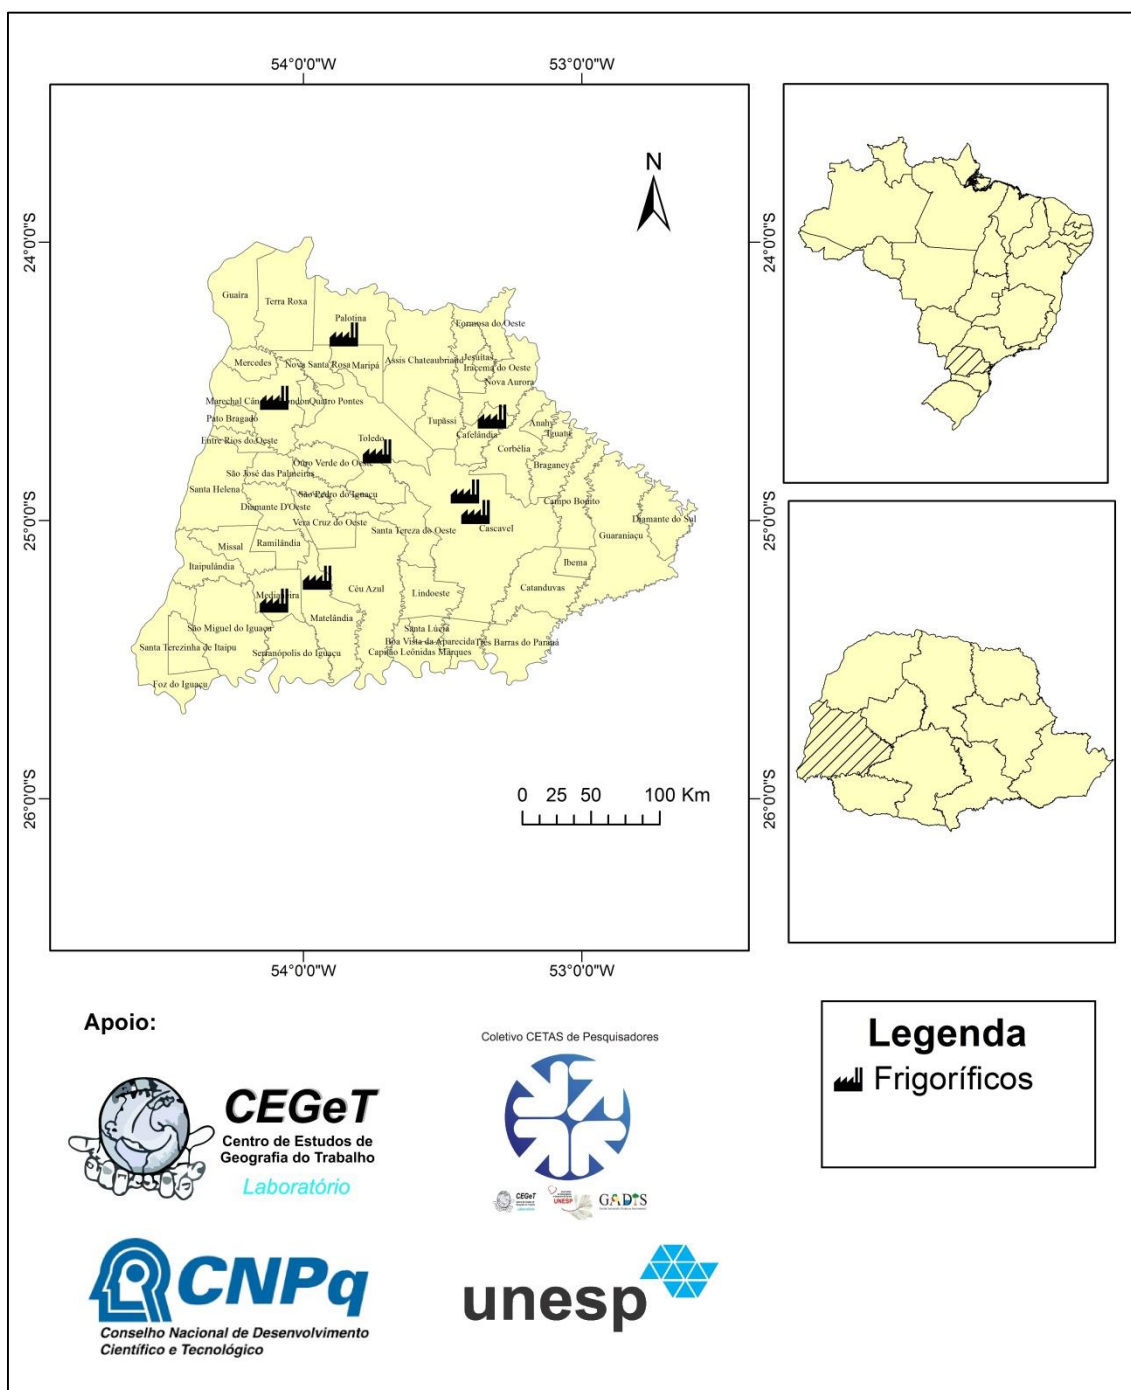 54°0'0"W
53°0'0"W
N
24°0'0"S
24°0'0"S
Guaíra
Terra Roxa
Palotina
Formosa do Oeste
Mercedes
Nova Santa Rosa
Maripá
Assis Chateaubriand
Jesuítas
Iracema do Oeste
Nova Aurora
Marechal Cândido Rondon
Quatro Pontes
Pato Bragado
Tupãssi
Cafelândia
Anahy
Iguatu
Entre Rios do Oeste
Toledo
Corbélia
Ouro Verde do Oeste
Braganey
São José das Palmeiras
Santa Helena
São Pedro do Iguaçu
Campo Bonito
Diamante D'Oeste
25°0'0"S
25°0'0"S
Vera Cruz do Oeste
Santa Tereza do Oeste
Cascavel
Diamante do Sul
Guaraniaçu
Missal
Ramilândia
Itaipulândia
Ibema
Medianeira
Céu Azul
Lindoeste
Catanduvas
Matelândia
São Miguel do Iguaçu
Santa Lúcia
Santa Terezinha de Itaipu
Serranópolis do Iguaçu
Boa Vista da Aparecida
Três Barras do Paraná
Capitão Leônidas Marques
Foz do Iguaçu
26°0'0"S
26°0'0"S
0 25 50 100 Km
54°0'0"W
53°0'0"W
Apoio:
Coletivo CETAS de Pesquisadores
Legenda
Frigoríficos
CEGeT
Centro de Estudos de
Geografia do Trabalho
Laboratório
CEGeT
UNESP
GADIS
CNPq
Conselho Nacional de Desenvolvimento
Científico e Tecnológico
unesp